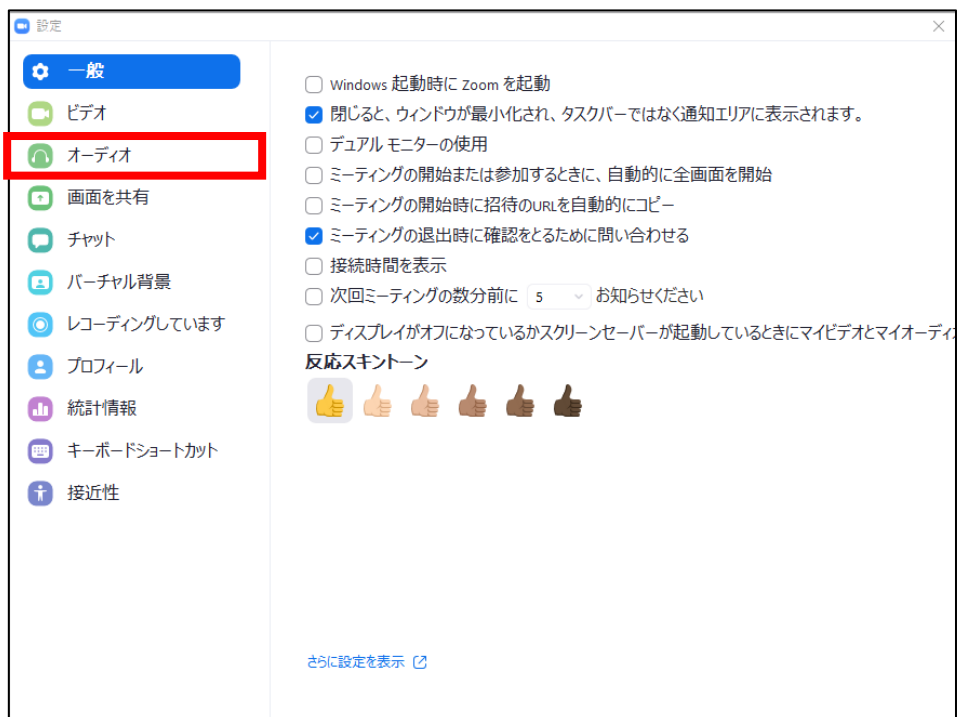 設定
一般
ビデオ
オーディオ
画面を共有
チャット
バーチャル背景
レコーディングしています
プロフィール
統計情報
キーボードショートカット
接近性
Windows 起動時に Zoom を起動
閉じると、ウィンドウが最小化され、タスクバーではなく通知エリアに表示されます。
デュアル モニターの使用
ミーティングの開始または参加するときに、自動的に全画面を開始
ミーティングの開始時に招待のURLを自動的にコピー
ミーティングの退出時に確認をとるために問い合わせる
接続時間を表示
次回ミーティングの数分前に 5 お知らせください
ディスプレイがオフになっているかスクリーンセーバーが起動しているときにマイビデオとマイオーディ
反応スキントーン
さらに設定を表示